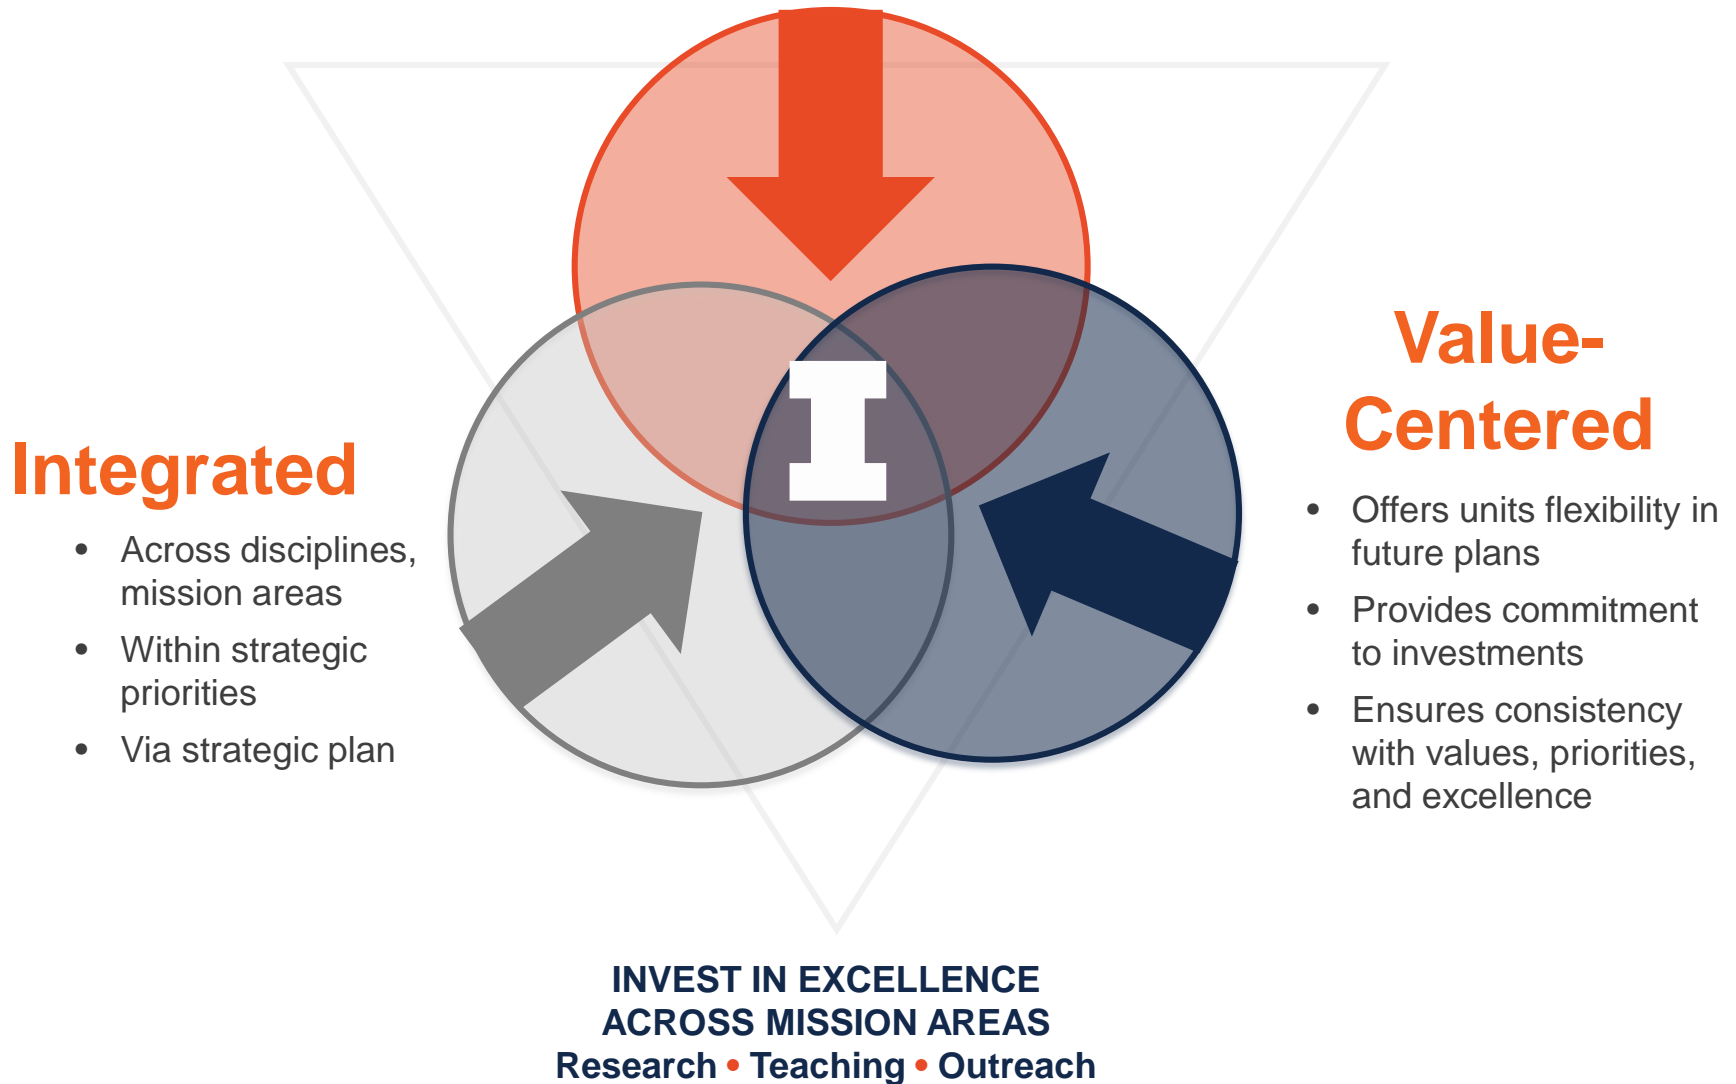 Integrated
• Across disciplines,
mission areas
• Within strategic
priorities
• Via strategic plan
I
Value-
Centered
• Offers units flexibility in
future plans
• Provides commitment
to investments
• Ensures consistency
with values, priorities,
and excellence
INVEST IN EXCELLENCE
ACROSS MISSION AREAS
Research • Teaching • Outreach